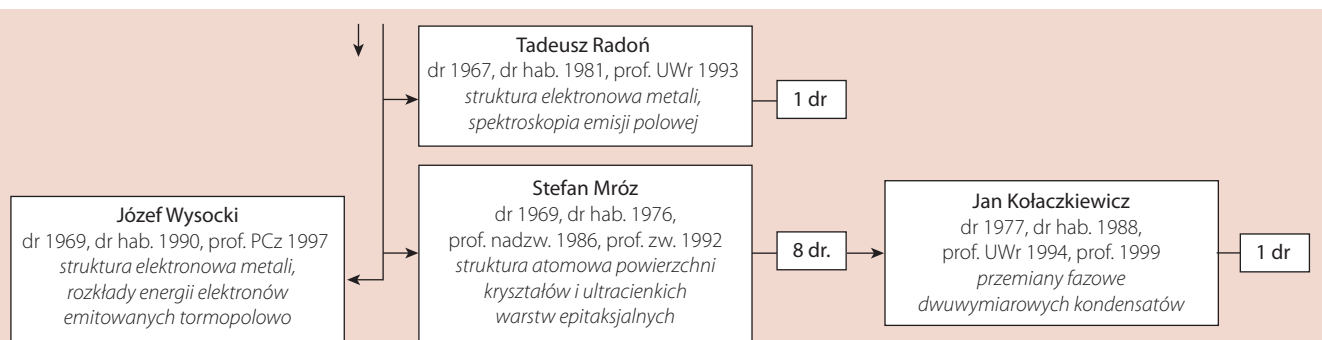 Tadeusz Radoń
dr 1967, dr hab. 1981, prof. UWr 1993
struktura elektronowa metali,
spektroskopia emisji polowej
1 dr
Józef Wysocki
dr 1969, dr hab. 1990, prof. PCz 1997
struktura elektronowa metali,
rozkłady energii elektronów
emitowanych tormopolowo
Stefan Mróz
dr 1969, dr hab. 1976,
prof. nadzw. 1986, prof. zw. 1992
struktura atomowa powierzchni
kryształów i ultracienkich
warstw epitaksjalnych
8 dr.
Jan Kołaczkiewicz
dr 1977, dr hab. 1988,
prof. UWr 1994, prof. 1999
przemiany fazowe
dwuwymiarowych kondensatów
1 dr